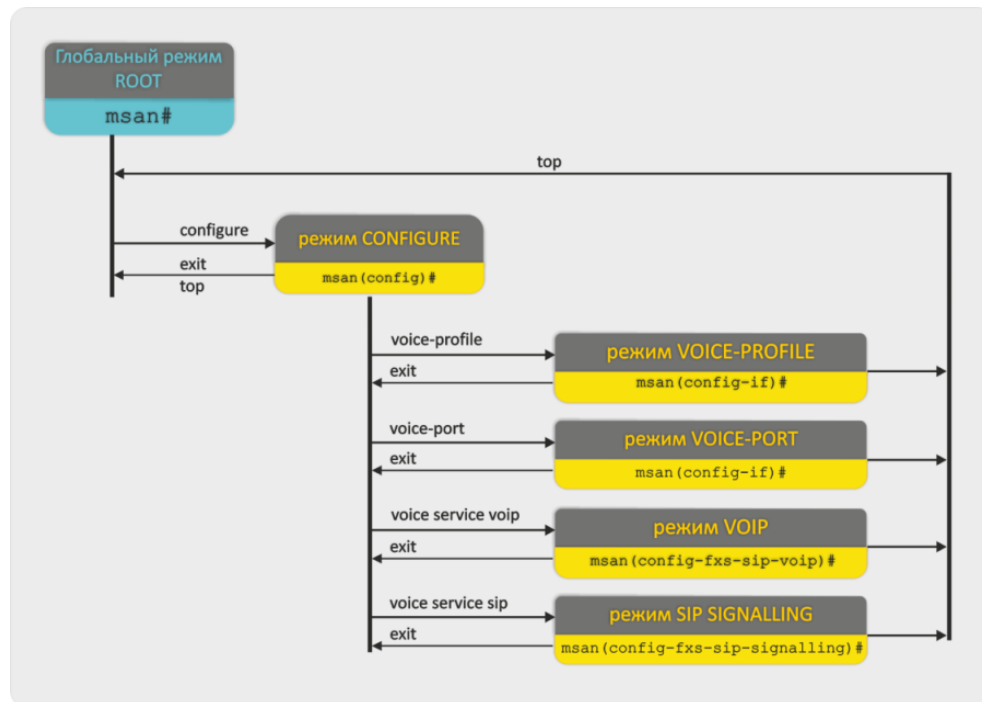 Глобальный режим
ROOT
msan#
top
configure
режим CONFIGURE
exit
msan(config)#
top
voice-profile
режим VOICE-PROFILE
exit
msan(config-if)#
voice-port
режим VOICE-PORT
exit
msan(config-if)#
voice service voip
режим VOIP
exit
msan(config-fxs-sip-voip)#
voice service sip
режим SIP SIGNALLING
exit
msan(config-fxs-sip-signalling)#